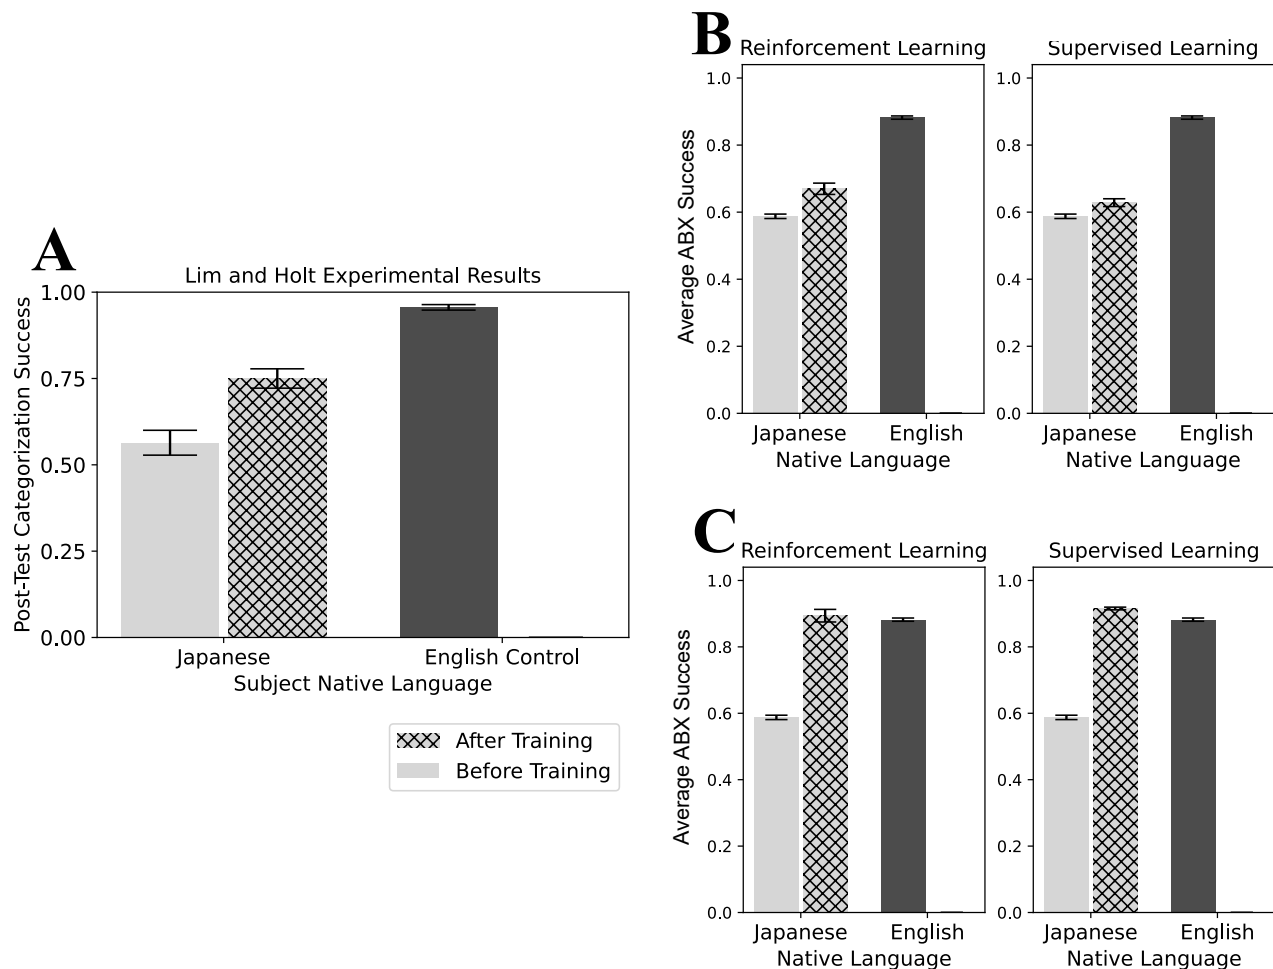 A
Lim and Holt Experimental Results
Post-Test Categorization Success
1.00
0.75
0.50
0.25
0.00
Japanese
English Control
Subject Native Language
After Training
Before Training
B
Reinforcement Learning
Supervised Learning
Average ABX Success
1.0
0.8
0.6
0.4
0.2
0.0
Japanese
English
Native Language
1.0
0.8
0.6
0.4
0.2
0.0
Japanese
English
Native Language
C
Reinforcement Learning
Supervised Learning
Average ABX Success
1.0
0.8
0.6
0.4
0.2
0.0
Japanese
English
Native Language
1.0
0.8
0.6
0.4
0.2
0.0
Japanese
English
Native Language